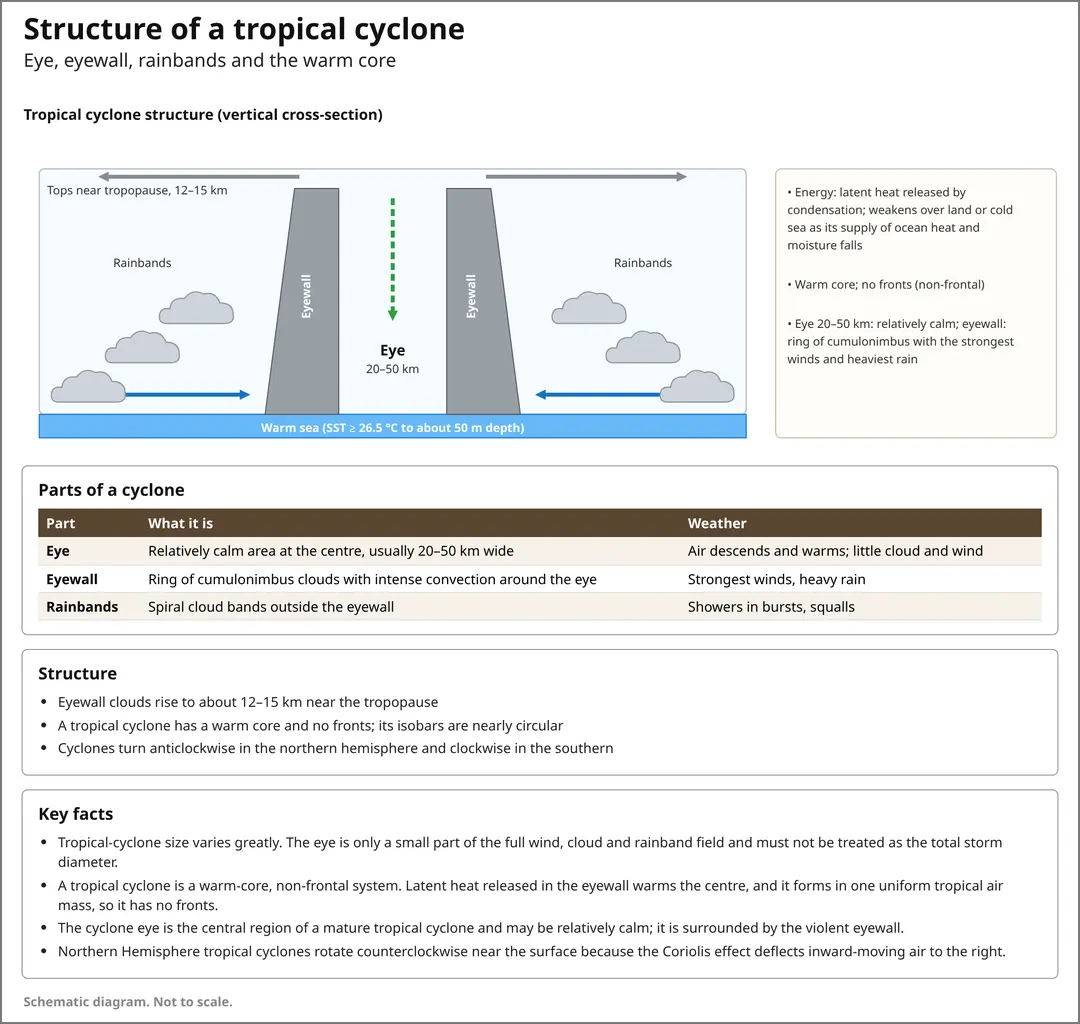 Structure of a tropical cyclone
Eye, eyewall, rainbands and the warm core
Tropical cyclone structure (vertical cross-section)
Tops near tropopause, 12–15 km
Rainbands
Eyewall
Eye
20–50 km
Eyewall
Rainbands
Warm sea (SST ≥ 26.5 °C to about 50 m depth)
• Energy: latent heat released by
condensation; weakens over land or cold
sea as its supply of ocean heat and
moisture falls
• Warm core; no fronts (non-frontal)
• Eye 20–50 km: relatively calm; eyewall:
ring of cumulonimbus with the strongest
winds and heaviest rain
Parts of a cyclone
Part What it is Weather
Eye Relatively calm area at the centre, usually 20–50 km wide Air descends and warms; little cloud and wind
Eyewall Ring of cumulonimbus clouds with intense convection around the eye Strongest winds, heavy rain
Rainbands Spiral cloud bands outside the eyewall Showers in bursts, squalls
Structure
• Eyewall clouds rise to about 12–15 km near the tropopause
• A tropical cyclone has a warm core and no fronts; its isobars are nearly circular
• Cyclones turn anticlockwise in the northern hemisphere and clockwise in the southern
Key facts
• Tropical-cyclone size varies greatly. The eye is only a small part of the full wind, cloud and rainband field and must not be treated as the total storm
diameter.
• A tropical cyclone is a warm-core, non-frontal system. Latent heat released in the eyewall warms the centre, and it forms in one uniform tropical air
mass, so it has no fronts.
• The cyclone eye is the central region of a mature tropical cyclone and may be relatively calm; it is surrounded by the violent eyewall.
• Northern Hemisphere tropical cyclones rotate counterclockwise near the surface because the Coriolis effect deflects inward-moving air to the right.
Schematic diagram. Not to scale.